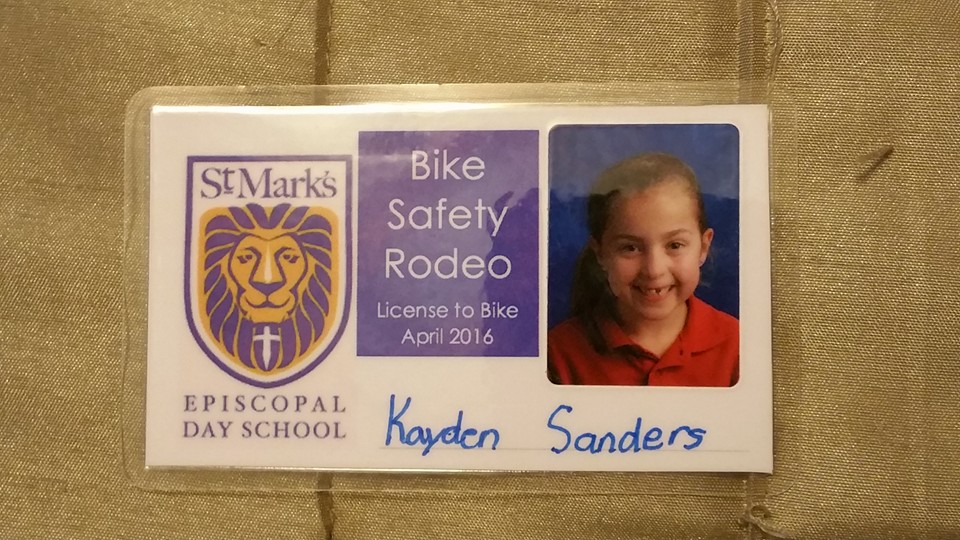 St Mark's
EPISCOPAL
DAY SCHOOL
Bike
Safety
Rodeo
License to Bike
April 2016
Kayden Sanders